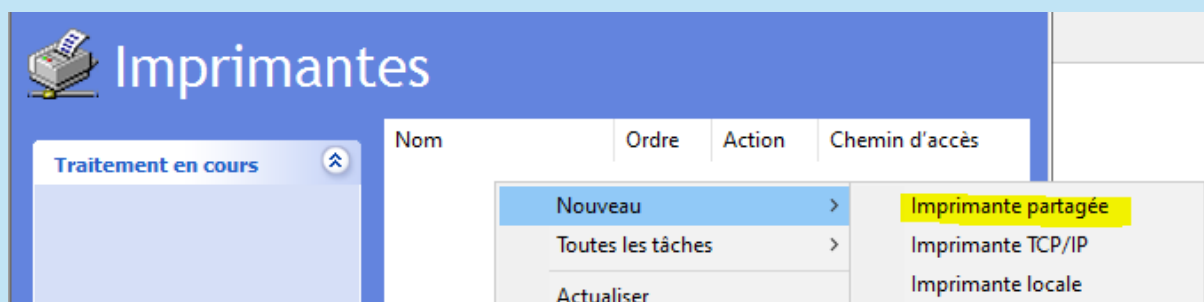 Imprimantes
Nom Ordre Action Chemin d'accès
Traitement en cours
Nouveau > Imprimante partagée
Toutes les tâches > Imprimante TCP/IP
Actualiser Imprimante locale